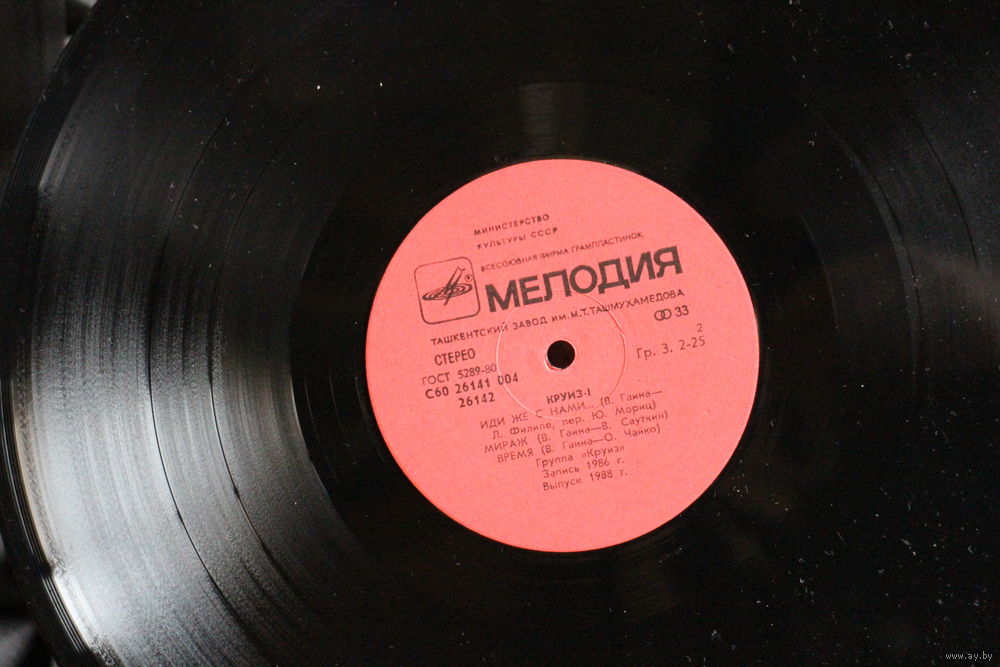 МИНИСТЕРСТВО
КУЛЬТУРЫ СССР
ВСЕСОЮЗНАЯ ФИРМА ГРАМПЛАСТИНОК
МЕЛОДИЯ
ТАШКЕНТСКИЙ ЗАВОД ИМ. М.Т. ТАШМУХАМЕДОВА
СТЕРЕО
33
ГОСТ 5289-80
2
С60 26141 004
Гр. 3. 2-25
26142
КРУИЗ-I
ИДИ ЖЕ С НАМИ... (В. Гаина—
Л. Филипе, пер. Ю. Мориц)
МИРАЖ (В. Гаина—В. Сауткин)
ВРЕМЯ (В. Гаина—О. Чайко)
Группа «Круиз»
Запись 1986 г.
Выпуск 1988 г.
www.ay.by